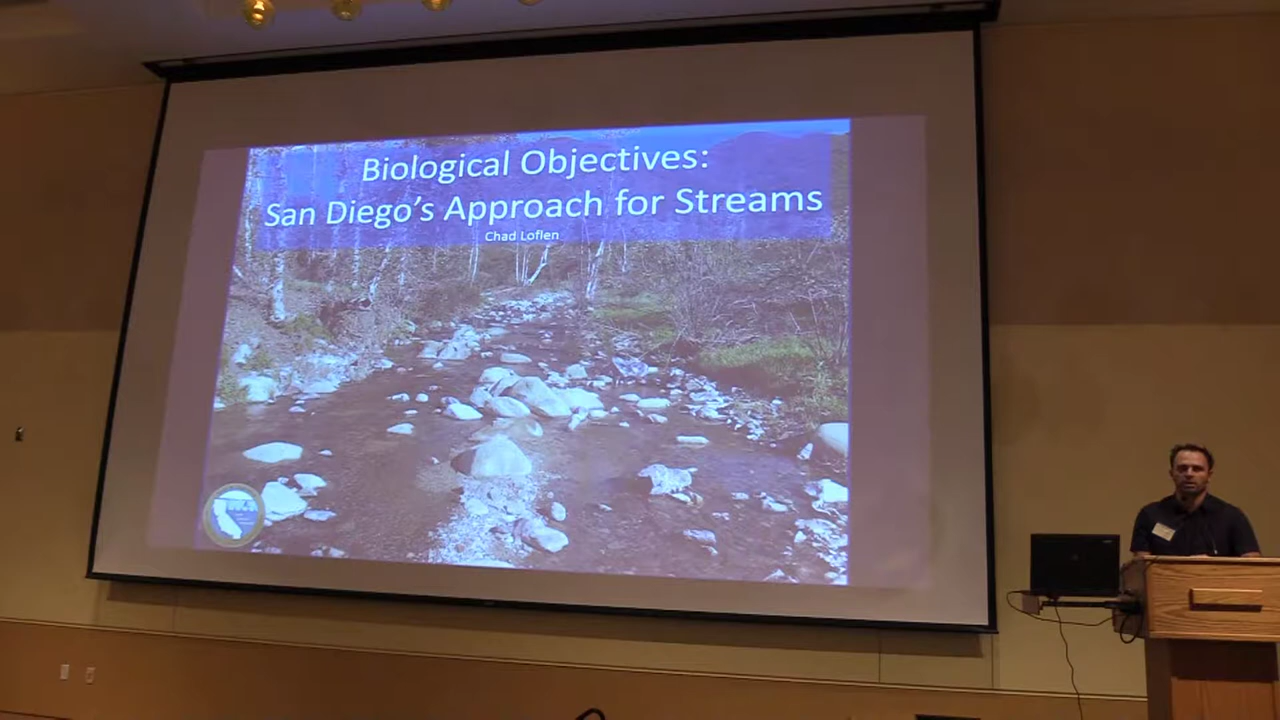 Biological Objectives:
San Diego's Approach for Streams
Chad Loflen